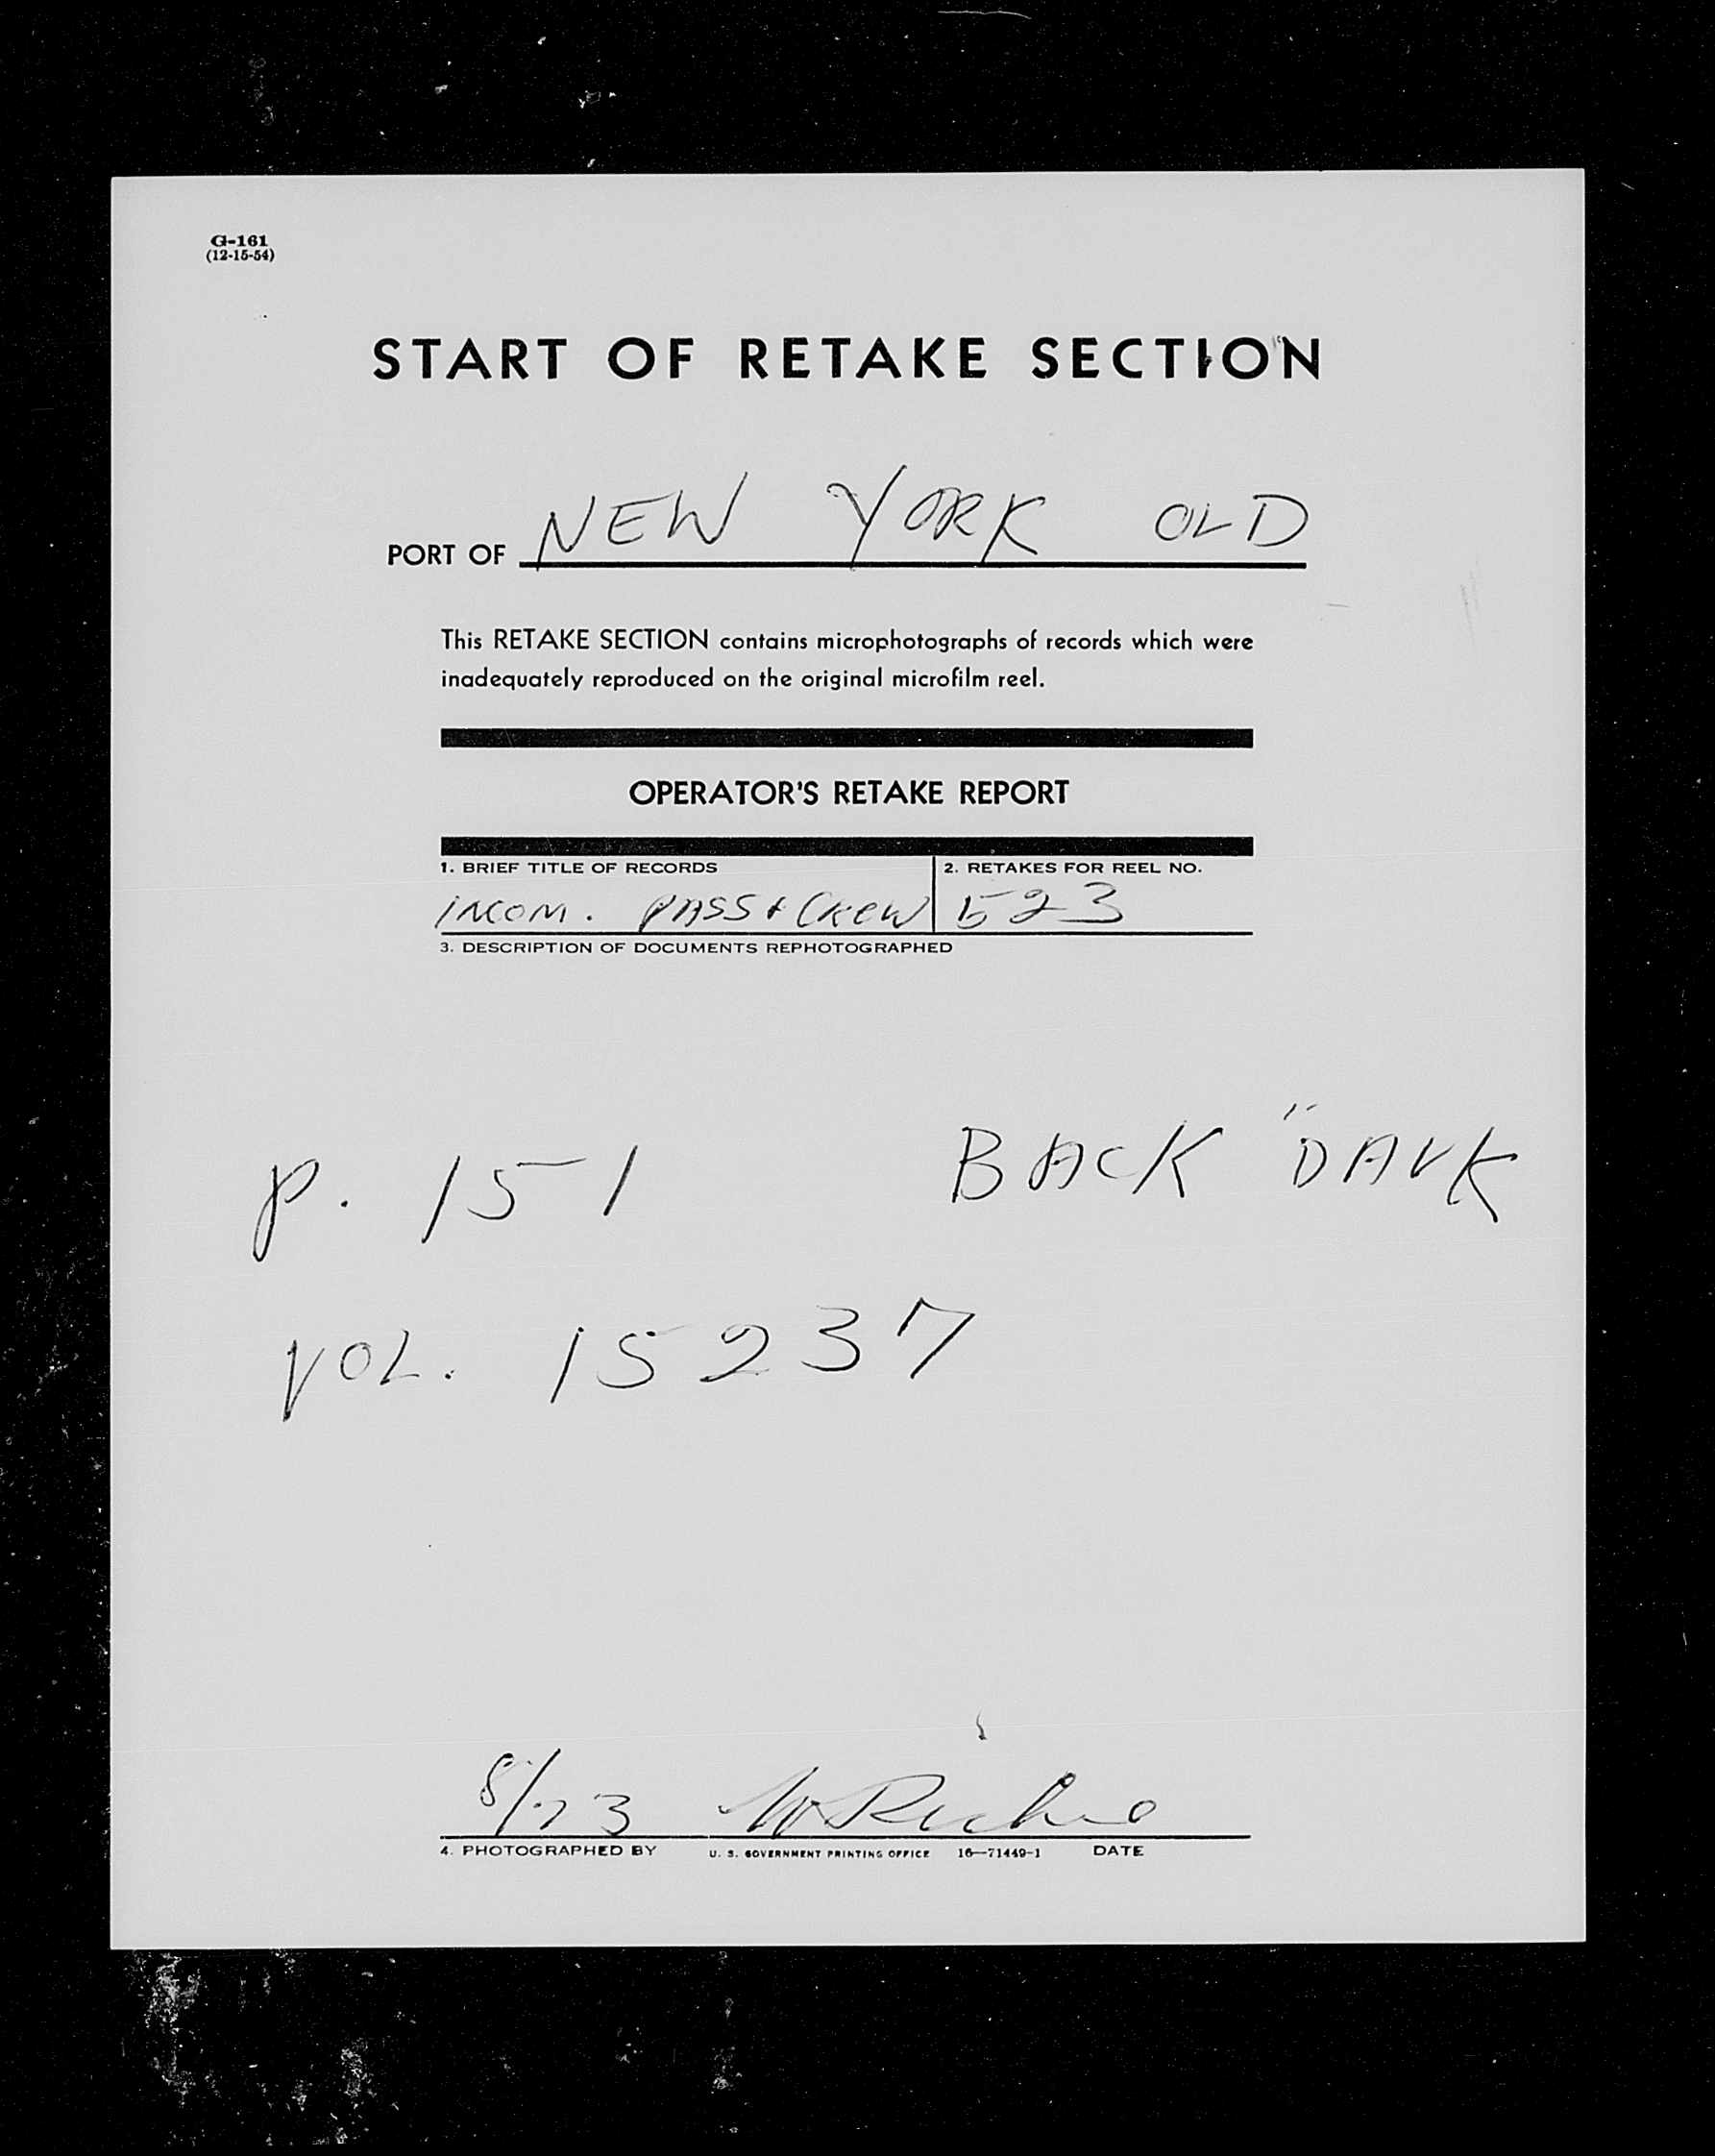 G-161
(12-15-54)
START OF RETAKE SECTION
PORT OF NEW YORK OLD
This RETAKE SECTION contains microphotographs of records which were
inadequately reproduced on the original microfilm reel.
OPERATOR'S RETAKE REPORT
1. BRIEF TITLE OF RECORDS 2. RETAKES FOR REEL NO.
INCOM. PASS + CREW 523
3. DESCRIPTION OF DOCUMENTS REPHOTOGRAPHED
P. 151 BACK "DARK
VOL. 15237
8/23
4. PHOTOGRAPHED BY U. S. GOVERNMENT PRINTING OFFICE 16—71449-1 DATE